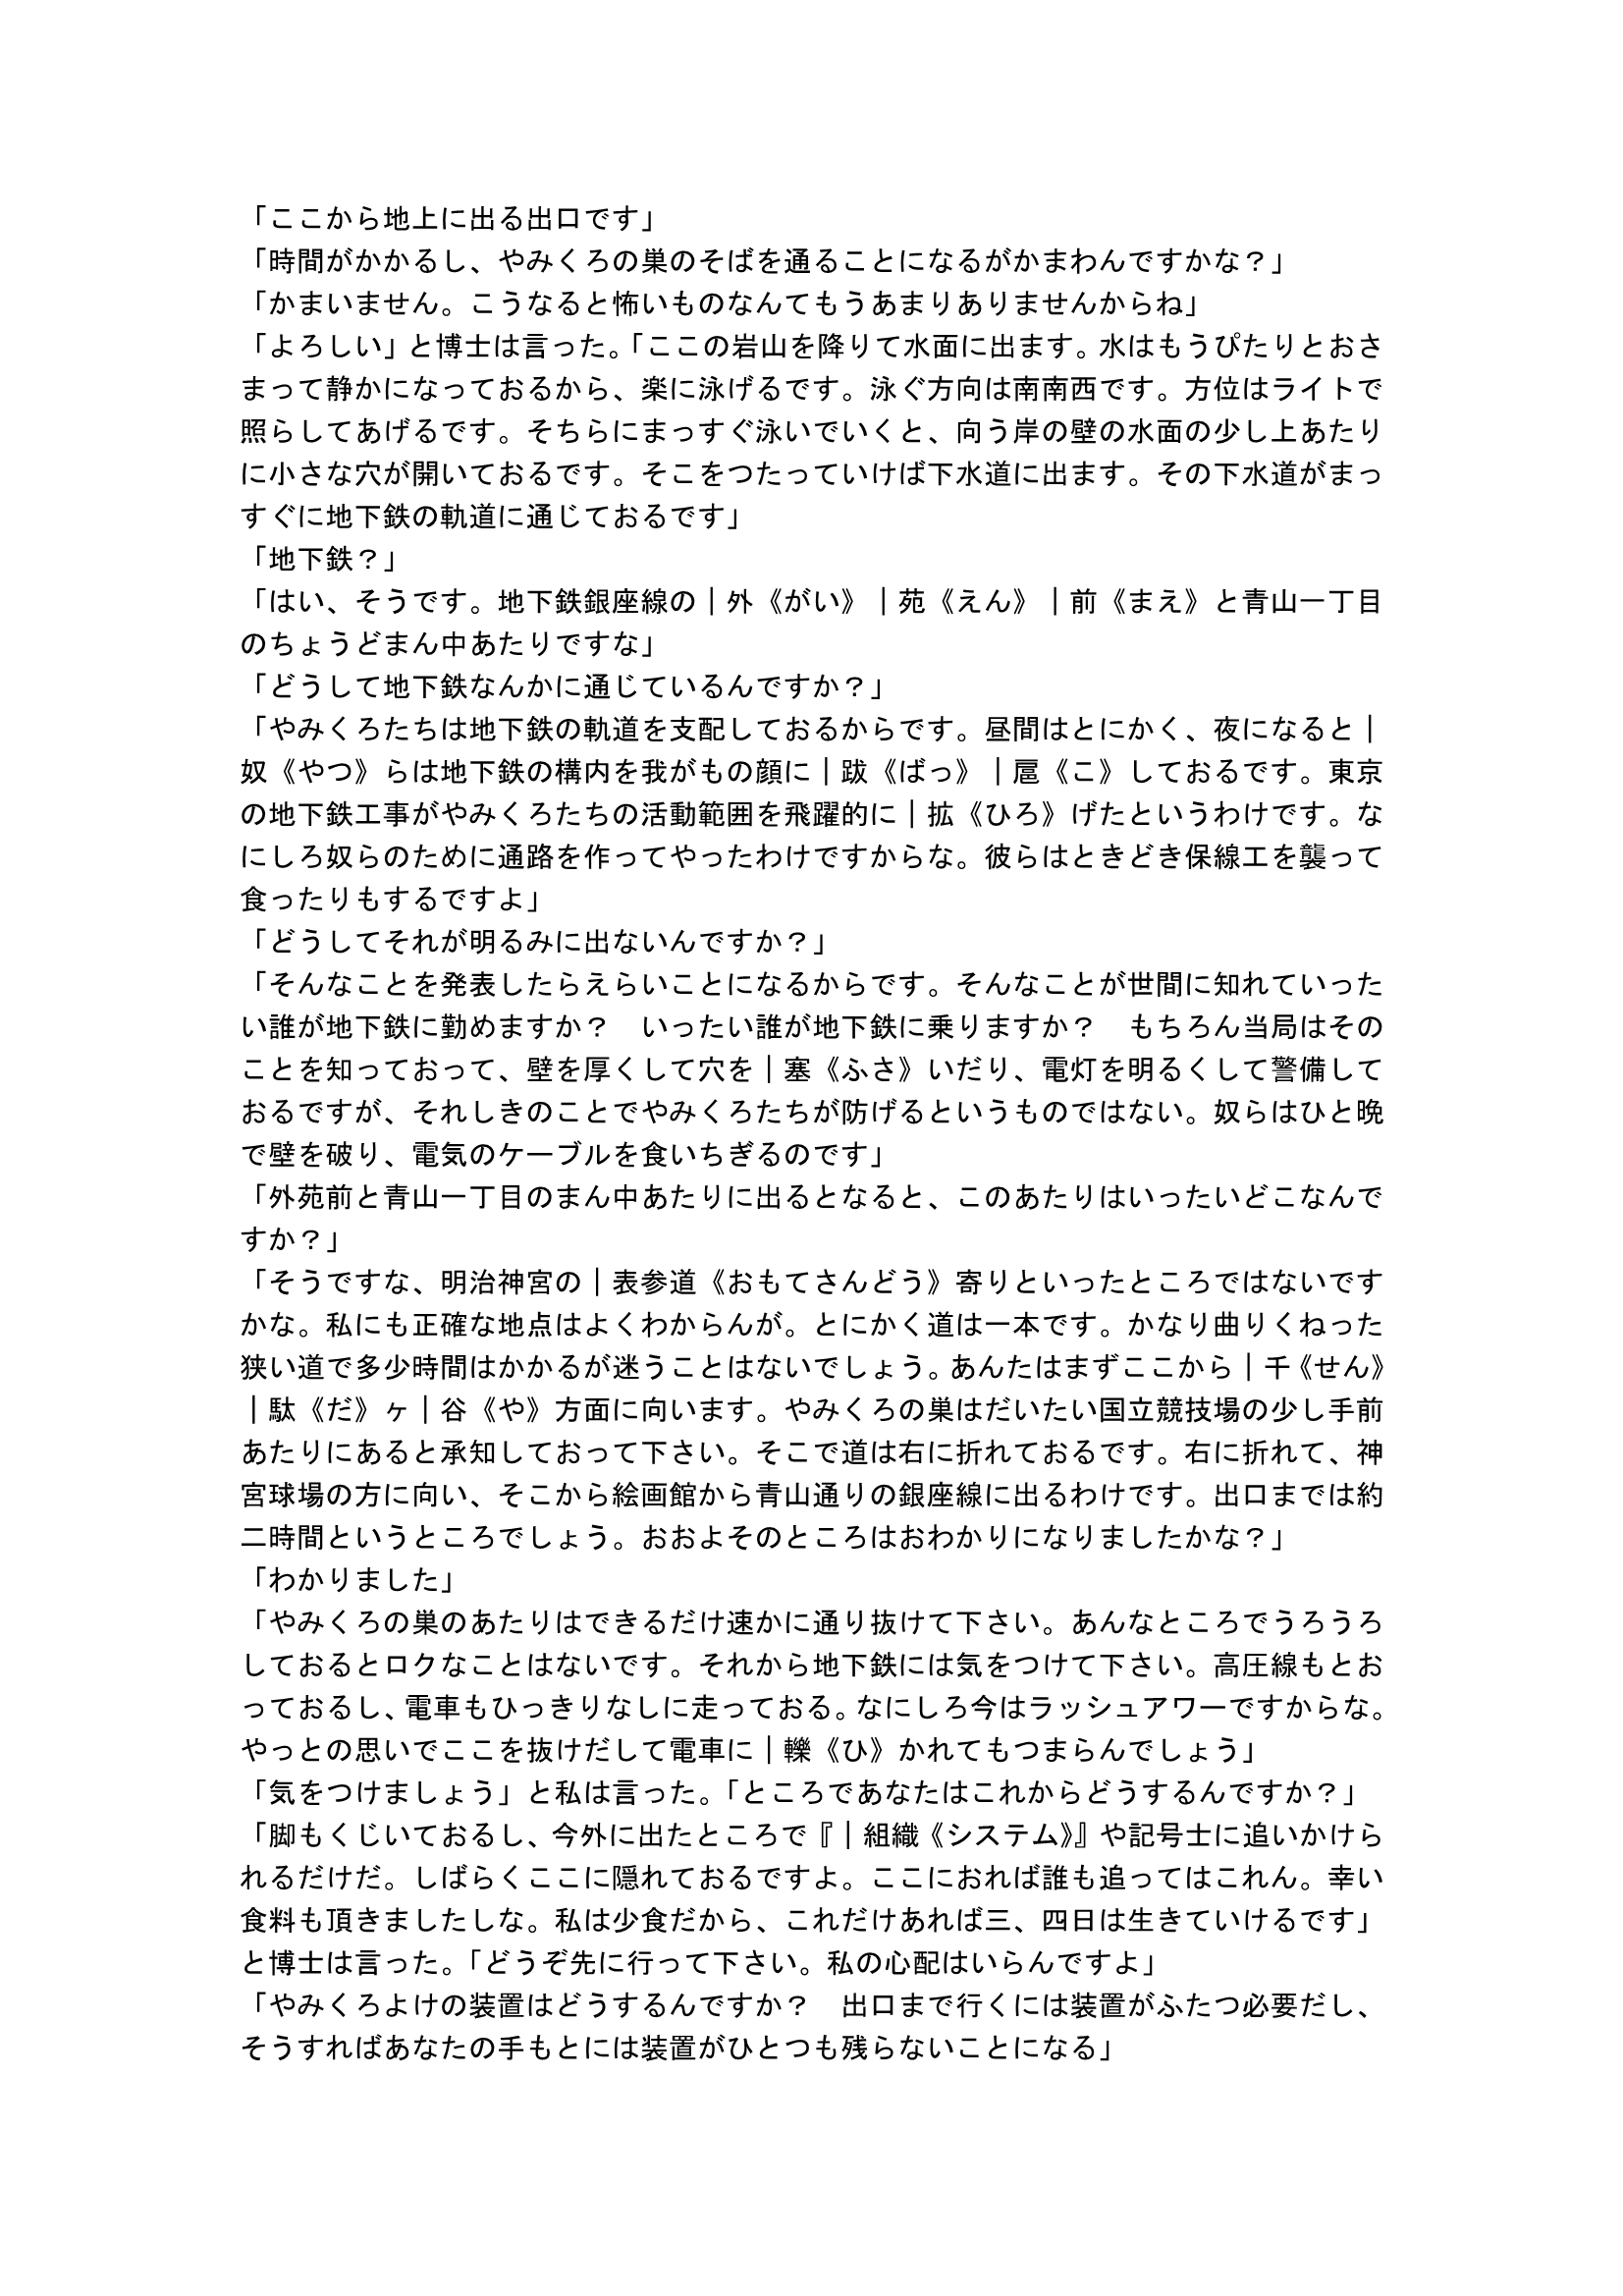 「ここから地上に出る出口です」
「時間がかかるし、やみくろの巣のそばを通ることになるがかまわんですかな？」
「かまいません。こうなると怖いものなんてもうあまりありませんからね」
「よろしい」と博士は言った。「ここの岩山を降りて水面に出ます。水はもうぴたりとおさ
まって静かになっておるから、楽に泳げるです。泳ぐ方向は南南西です。方位はライトで
照らしてあげるです。そちらにまっすぐ泳いでいくと、向う岸の壁の水面の少し上あたり
に小さな穴が開いておるです。そこをつたっていけば下水道に出ます。その下水道がまっ
すぐに地下鉄の軌道に通じておるです」
「地下鉄？」
「はい、そうです。地下鉄銀座線の｜外《がい》｜苑《えん》｜前《まえ》と青山一丁目
のちょうどまん中あたりですな」
「どうして地下鉄なんかに通じているんですか？」
「やみくろたちは地下鉄の軌道を支配しておるからです。昼間はとにかく、夜になると｜
奴《やつ》らは地下鉄の構内を我がもの顔に｜跋《ばっ》｜扈《こ》しておるです。東京
の地下鉄工事がやみくろたちの活動範囲を飛躍的に｜拡《ひろ》げたというわけです。な
にしろ奴らのために通路を作ってやったわけですからな。彼らはときどき保線工を襲って
食ったりもするですよ」
「どうしてそれが明るみに出ないんですか？」
「そんなことを発表したらえらいことになるからです。そんなことが世間に知れていった
い誰が地下鉄に勤めますか？　いったい誰が地下鉄に乗りますか？　もちろん当局はその
ことを知っておって、壁を厚くして穴を｜塞《ふさ》いだり、電灯を明るくして警備して
おるですが、それしきのことでやみくろたちが防げるというものではない。奴らはひと晩
で壁を破り、電気のケーブルを食いちぎるのです」
「外苑前と青山一丁目のまん中あたりに出るとなると、このあたりはいったいどこなんで
すか？」
「そうですな、明治神宮の｜表参道《おもてさんどう》寄りといったところではないです
かな。私にも正確な地点はよくわからんが。とにかく道は一本です。かなり曲りくねった
狭い道で多少時間はかかるが迷うことはないでしょう。あんたはまずここから｜千《せん》
｜駄《だ》ヶ｜谷《や》方面に向います。やみくろの巣はだいたい国立競技場の少し手前
あたりにあると承知しておって下さい。そこで道は右に折れておるです。右に折れて、神
宮球場の方に向い、そこから絵画館から青山通りの銀座線に出るわけです。出口までは約
二時間というところでしょう。おおよそのところはおわかりになりましたかな？」
「わかりました」
「やみくろの巣のあたりはできるだけ速かに通り抜けて下さい。あんなところでうろうろ
しておるとロクなことはないです。それから地下鉄には気をつけて下さい。高圧線もとお
っておるし、電車もひっきりなしに走っておる。なにしろ今はラッシュアワーですからな。
やっとの思いでここを抜けだして電車に｜轢《ひ》かれてもつまらんでしょう」
「気をつけましょう」と私は言った。「ところであなたはこれからどうするんですか？」
「脚もくじいておるし、今外に出たところで『｜組織《システム》』や記号士に追いかけら
れるだけだ。しばらくここに隠れておるですよ。ここにおれば誰も追ってはこれん。幸い
食料も頂きましたしな。私は少食だから、これだけあれば三、四日は生きていけるです」
と博士は言った。「どうぞ先に行って下さい。私の心配はいらんですよ」
「やみくろよけの装置はどうするんですか？　出口まで行くには装置がふたつ必要だし、
そうすればあなたの手もとには装置がひとつも残らないことになる」